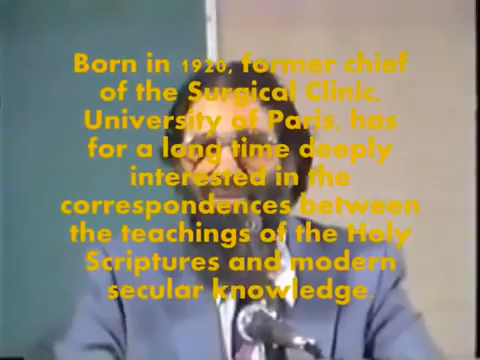 Born in 1920, former chief
of the Surgical Clinic,
University of Paris, has
for a long time deeply
interested in the
correspondences between
the teachings of the Holy
Scriptures and modern
secular knowledge.